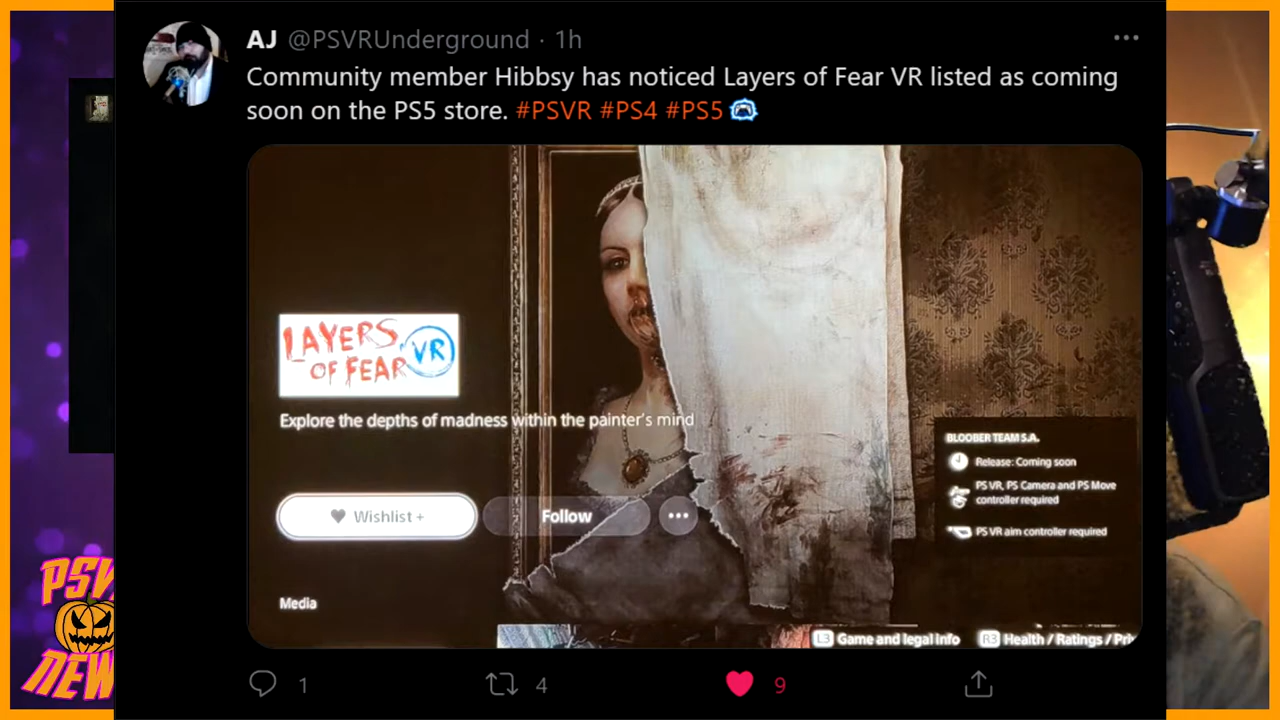 AJ @PSVRUnderground · 1h
Community member Hibbsy has noticed Layers of Fear VR listed as coming
soon on the PS5 store. #PSVR #PS4 #PS5
LAYERS
OF FEAR VR
Explore the depths of madness within the painter's mind
Wishlist +
Follow
BLOOBER TEAM S.A.
Release: Coming soon
PS VR, PS Camera and PS Move
controller required
PS VR aim controller required
Media
L3 Game and legal info
R3 Health / Ratings / Pri
1
4
9
PSV
NEW